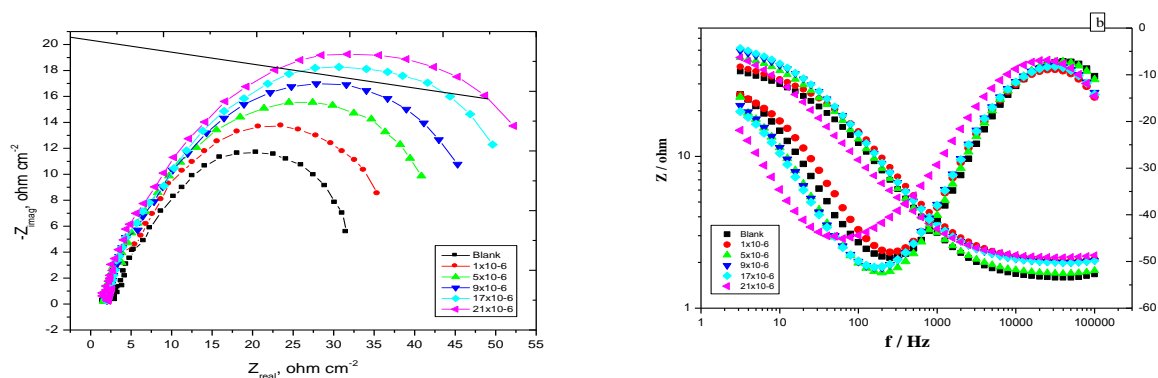 20
18
16
14
12
10
8
6
4
2
0
-2
-Zimag, ohm cm-2
0 5 10 15 20 25 30 35 40 45 50 55
Zreal, ohm cm-2
Blank
1x10-6
5x10-6
9x10-6
17x10-6
21x10-6
b
10
1
Z / ohm
0
-10
-20
-30
-40
-50
-60
1 10 100 1000 10000 100000
f / Hz
Blank
1x10-6
5x10-6
9x10-6
17x10-6
21x10-6